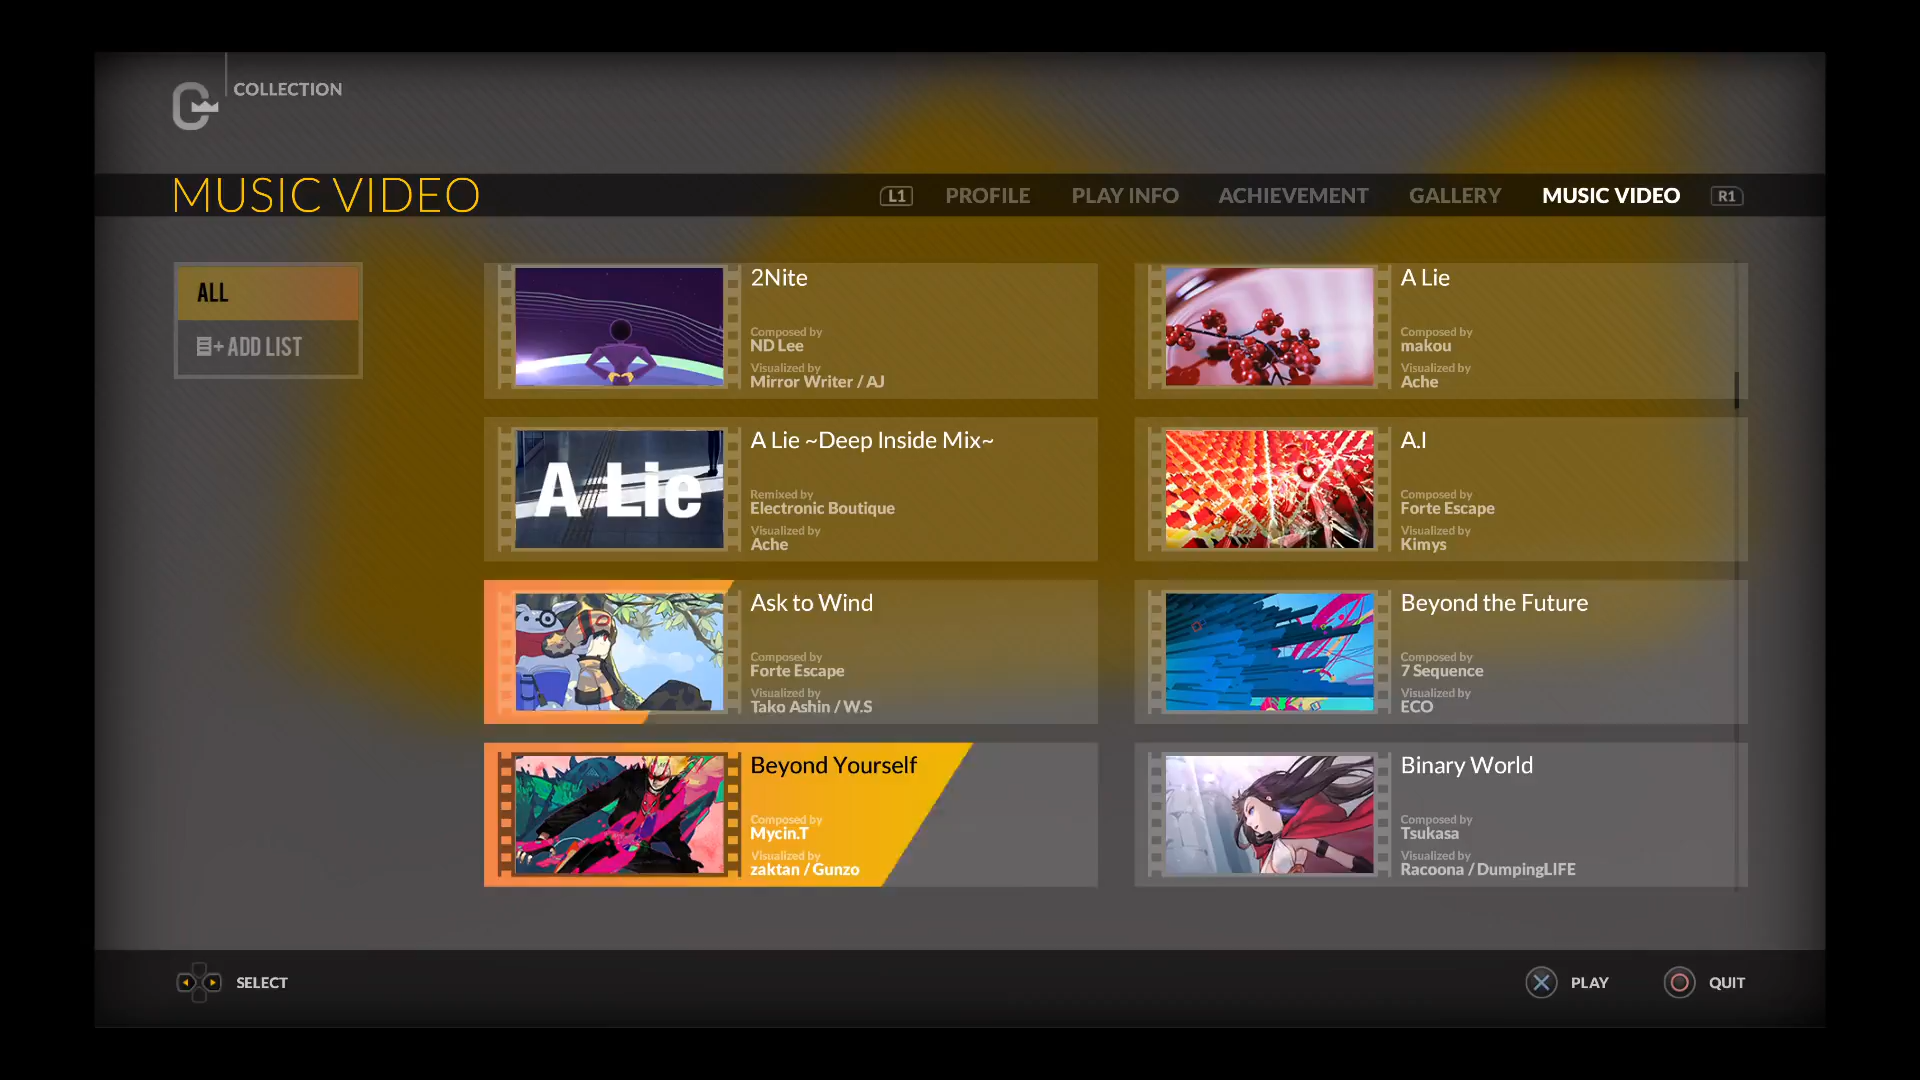 COLLECTION
MUSIC VIDEO
L1 PROFILE PLAY INFO ACHIEVEMENT GALLERY MUSIC VIDEO R1
ALL
+ ADD LIST
2Nite
Composed by
ND Lee
Visualized by
Mirror Writer / AJ
A Lie
Composed by
makou
Visualized by
Ache
A Lie
A Lie ~Deep Inside Mix~
Remixed by
Electronic Boutique
Visualized by
Ache
A.I
Composed by
Forte Escape
Visualized by
Kimys
Ask to Wind
Composed by
Forte Escape
Visualized by
Tako Ashin / W.S
Beyond the Future
Composed by
7 Sequence
Visualized by
ECO
Beyond Yourself
Composed by
Mycin.T
Visualized by
zaktan / Gunzo
Binary World
Composed by
Tsukasa
Visualized by
Racoona / DumpingLIFE
SELECT
PLAY
QUIT